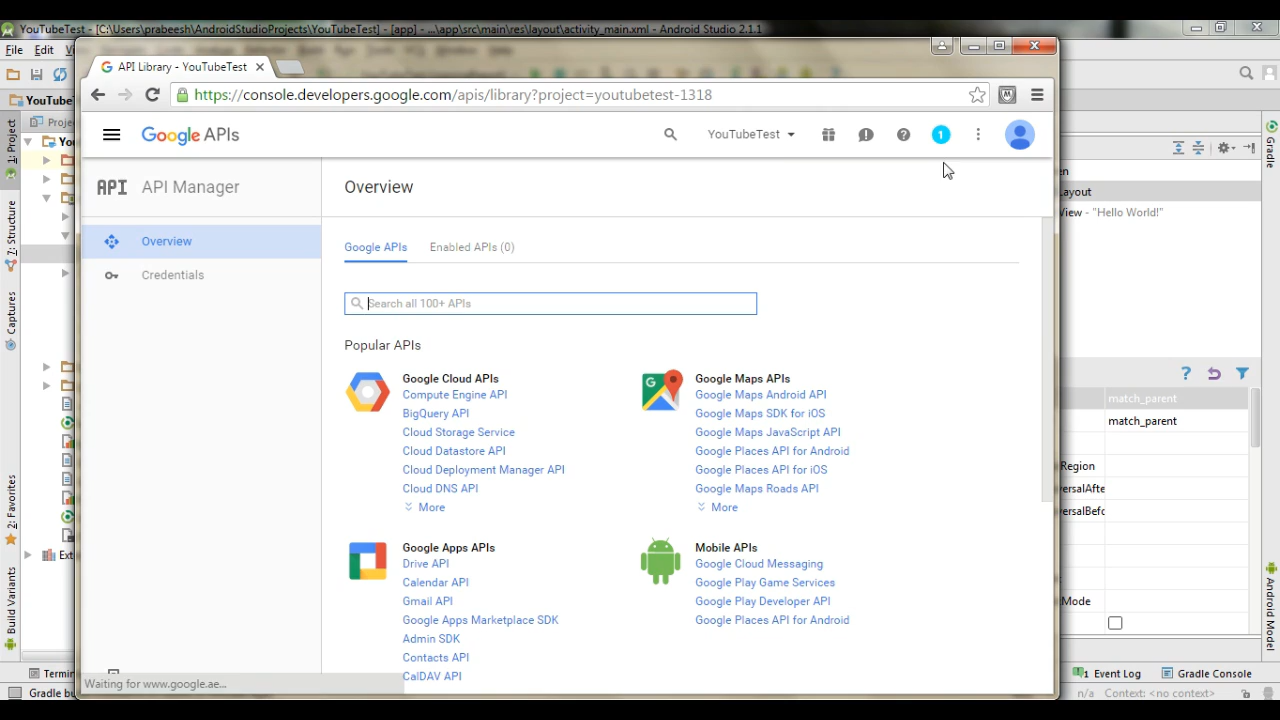 YouTubeTest - [C:\Users\prabeesh\AndroidStudioProjects\YouTubeTest] - [app] - ...\app\src\main\res\layout\activity_main.xml - Android Studio 2.1.1
File Edit
API Library - YouTubeTest
https://console.developers.google.com/apis/library?project=youtubetest-1318
Google APIs
YouTubeTest
1
API API Manager
Overview
Credentials
Overview
Google APIs Enabled APIs (0)
Search all 100+ APIs
Popular APIs
Google Cloud APIs
Compute Engine API
BigQuery API
Cloud Storage Service
Cloud Datastore API
Cloud Deployment Manager API
Cloud DNS API
More
Google Maps APIs
Google Maps Android API
Google Maps SDK for iOS
Google Maps JavaScript API
Google Places API for Android
Google Places API for iOS
Google Maps Roads API
More
Google Apps APIs
Drive API
Calendar API
Gmail API
Google Apps Marketplace SDK
Admin SDK
Contacts API
CalDAV API
Mobile APIs
Google Cloud Messaging
Google Play Game Services
Google Play Developer API
Google Places API for Android
Waiting for www.google.ae...
1: Project
7: Structure
Captures
2: Favorites
Build Variants
Gradle
Android Model
- "Hello World!"
match_parent
match_parent
Region
Mode
1 Event Log
Gradle Console
n/a Context: <no context>